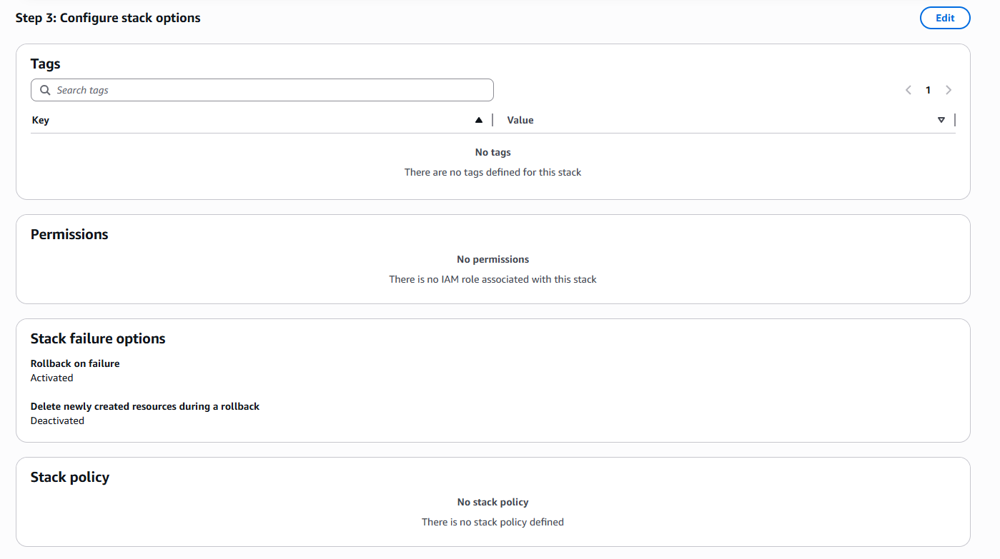 Step 3: Configure stack options
Edit
Tags
Search tags
1
Key
Value
No tags
There are no tags defined for this stack
Permissions
No permissions
There is no IAM role associated with this stack
Stack failure options
Rollback on failure
Activated
Delete newly created resources during a rollback
Deactivated
Stack policy
No stack policy
There is no stack policy defined